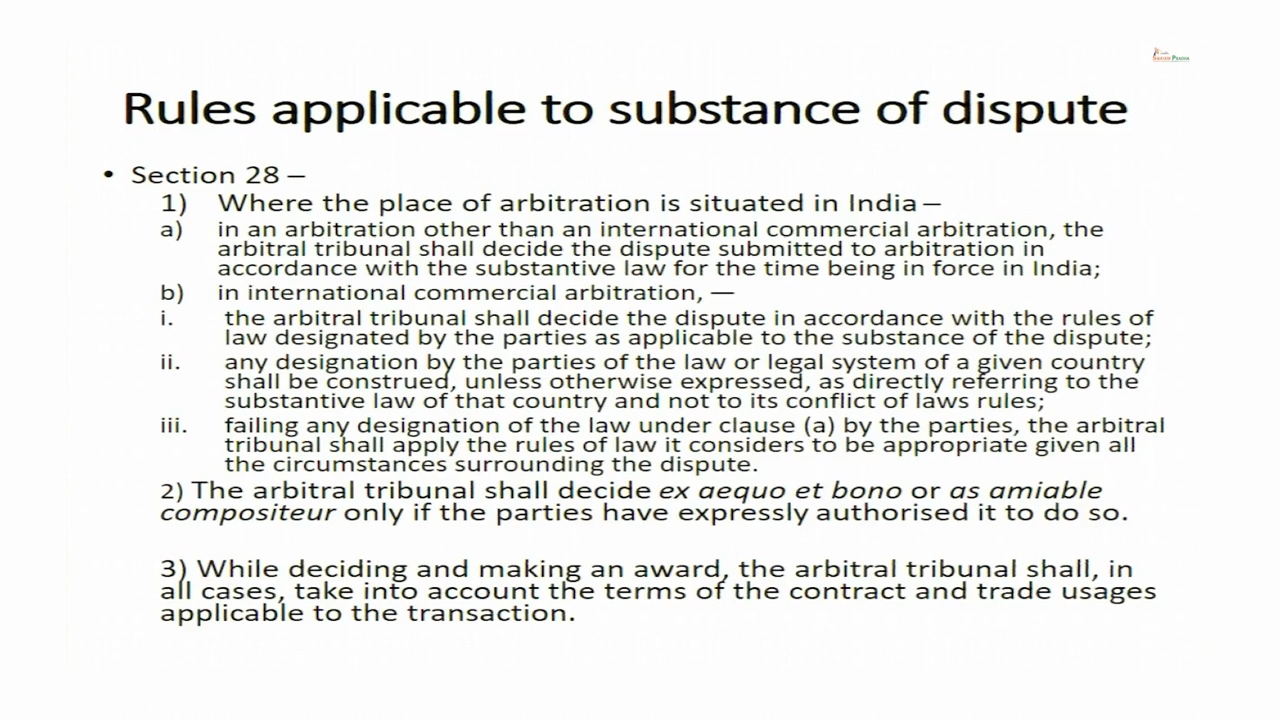 Rules applicable to substance of dispute
• Section 28 –
1) Where the place of arbitration is situated in India –
a) in an arbitration other than an international commercial arbitration, the
arbitral tribunal shall decide the dispute submitted to arbitration in
accordance with the substantive law for the time being in force in India;
b) in international commercial arbitration, —
i. the arbitral tribunal shall decide the dispute in accordance with the rules of
law designated by the parties as applicable to the substance of the dispute;
ii. any designation by the parties of the law or legal system of a given country
shall be construed, unless otherwise expressed, as directly referring to the
substantive law of that country and not to its conflict of laws rules;
iii. failing any designation of the law under clause (a) by the parties, the arbitral
tribunal shall apply the rules of law it considers to be appropriate given all
the circumstances surrounding the dispute.
2) The arbitral tribunal shall decide ex aequo et bono or as amiable
compositeur only if the parties have expressly authorised it to do so.
3) While deciding and making an award, the arbitral tribunal shall, in
all cases, take into account the terms of the contract and trade usages
applicable to the transaction.